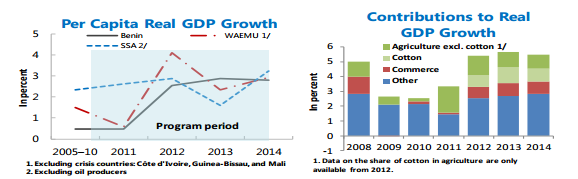 Per Capita Real GDP Growth
Benin
WAEMU 1/
SSA 2/
In percent
5
4
3
2
1
0
Program period
2005–10
2011
2012
2013
2014
1. Excluding crisis countries: Côte d'Ivoire, Guinea-Bissau, and Mali
2. Excluding oil producers
Contributions to Real
GDP Growth
Agriculture excl. cotton 1/
Cotton
Commerce
Other
In percent
6
5
4
3
2
1
0
-1
2008 2009 2010 2011 2012 2013 2014
1. Data on the share of cotton in agriculture are only
available from 2012.